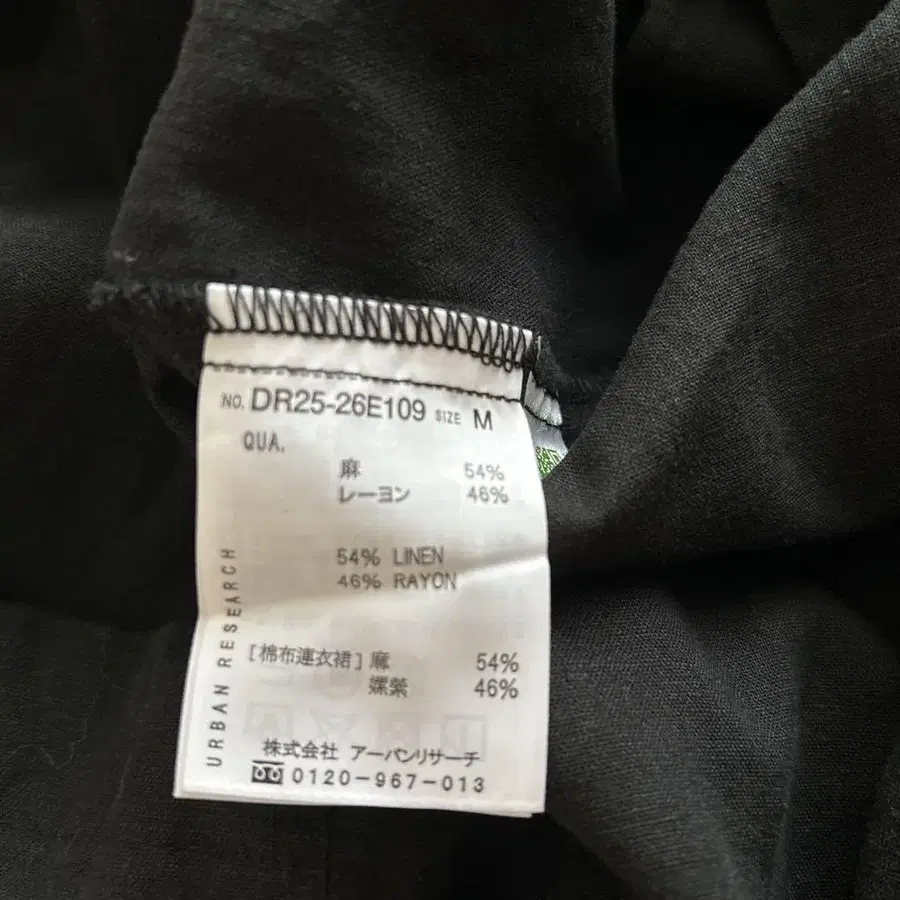 NO. DR25-26E109 SIZE M
QUA.
麻 54%
レーヨン 46%
54% LINEN
46% RAYON
[棉布連衣裙] 麻 54%
嫘縈 46%
URBAN RESEARCH
株式会社 アーバンリサーチ
0120-967-013